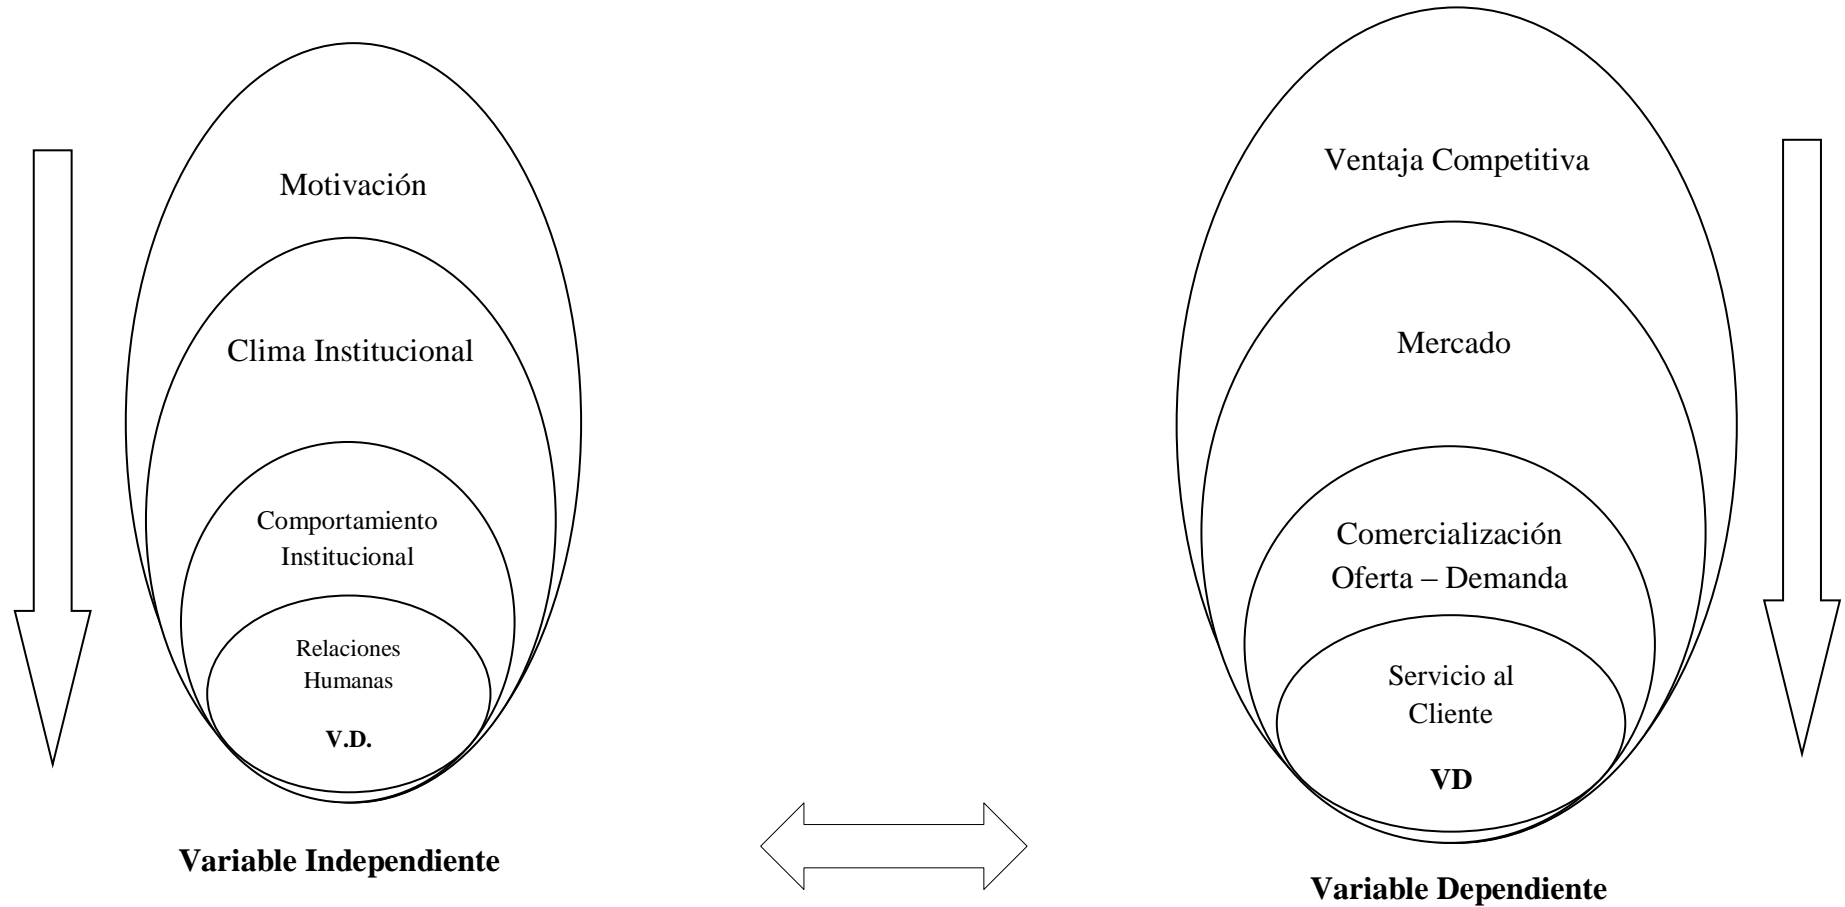 Motivación
Clima Institucional
Comportamiento
Institucional
Relaciones
Humanas
V.D.
Variable Independiente
Ventaja Competitiva
Mercado
Comercialización
Oferta – Demanda
Servicio al
Cliente
VD
Variable Dependiente